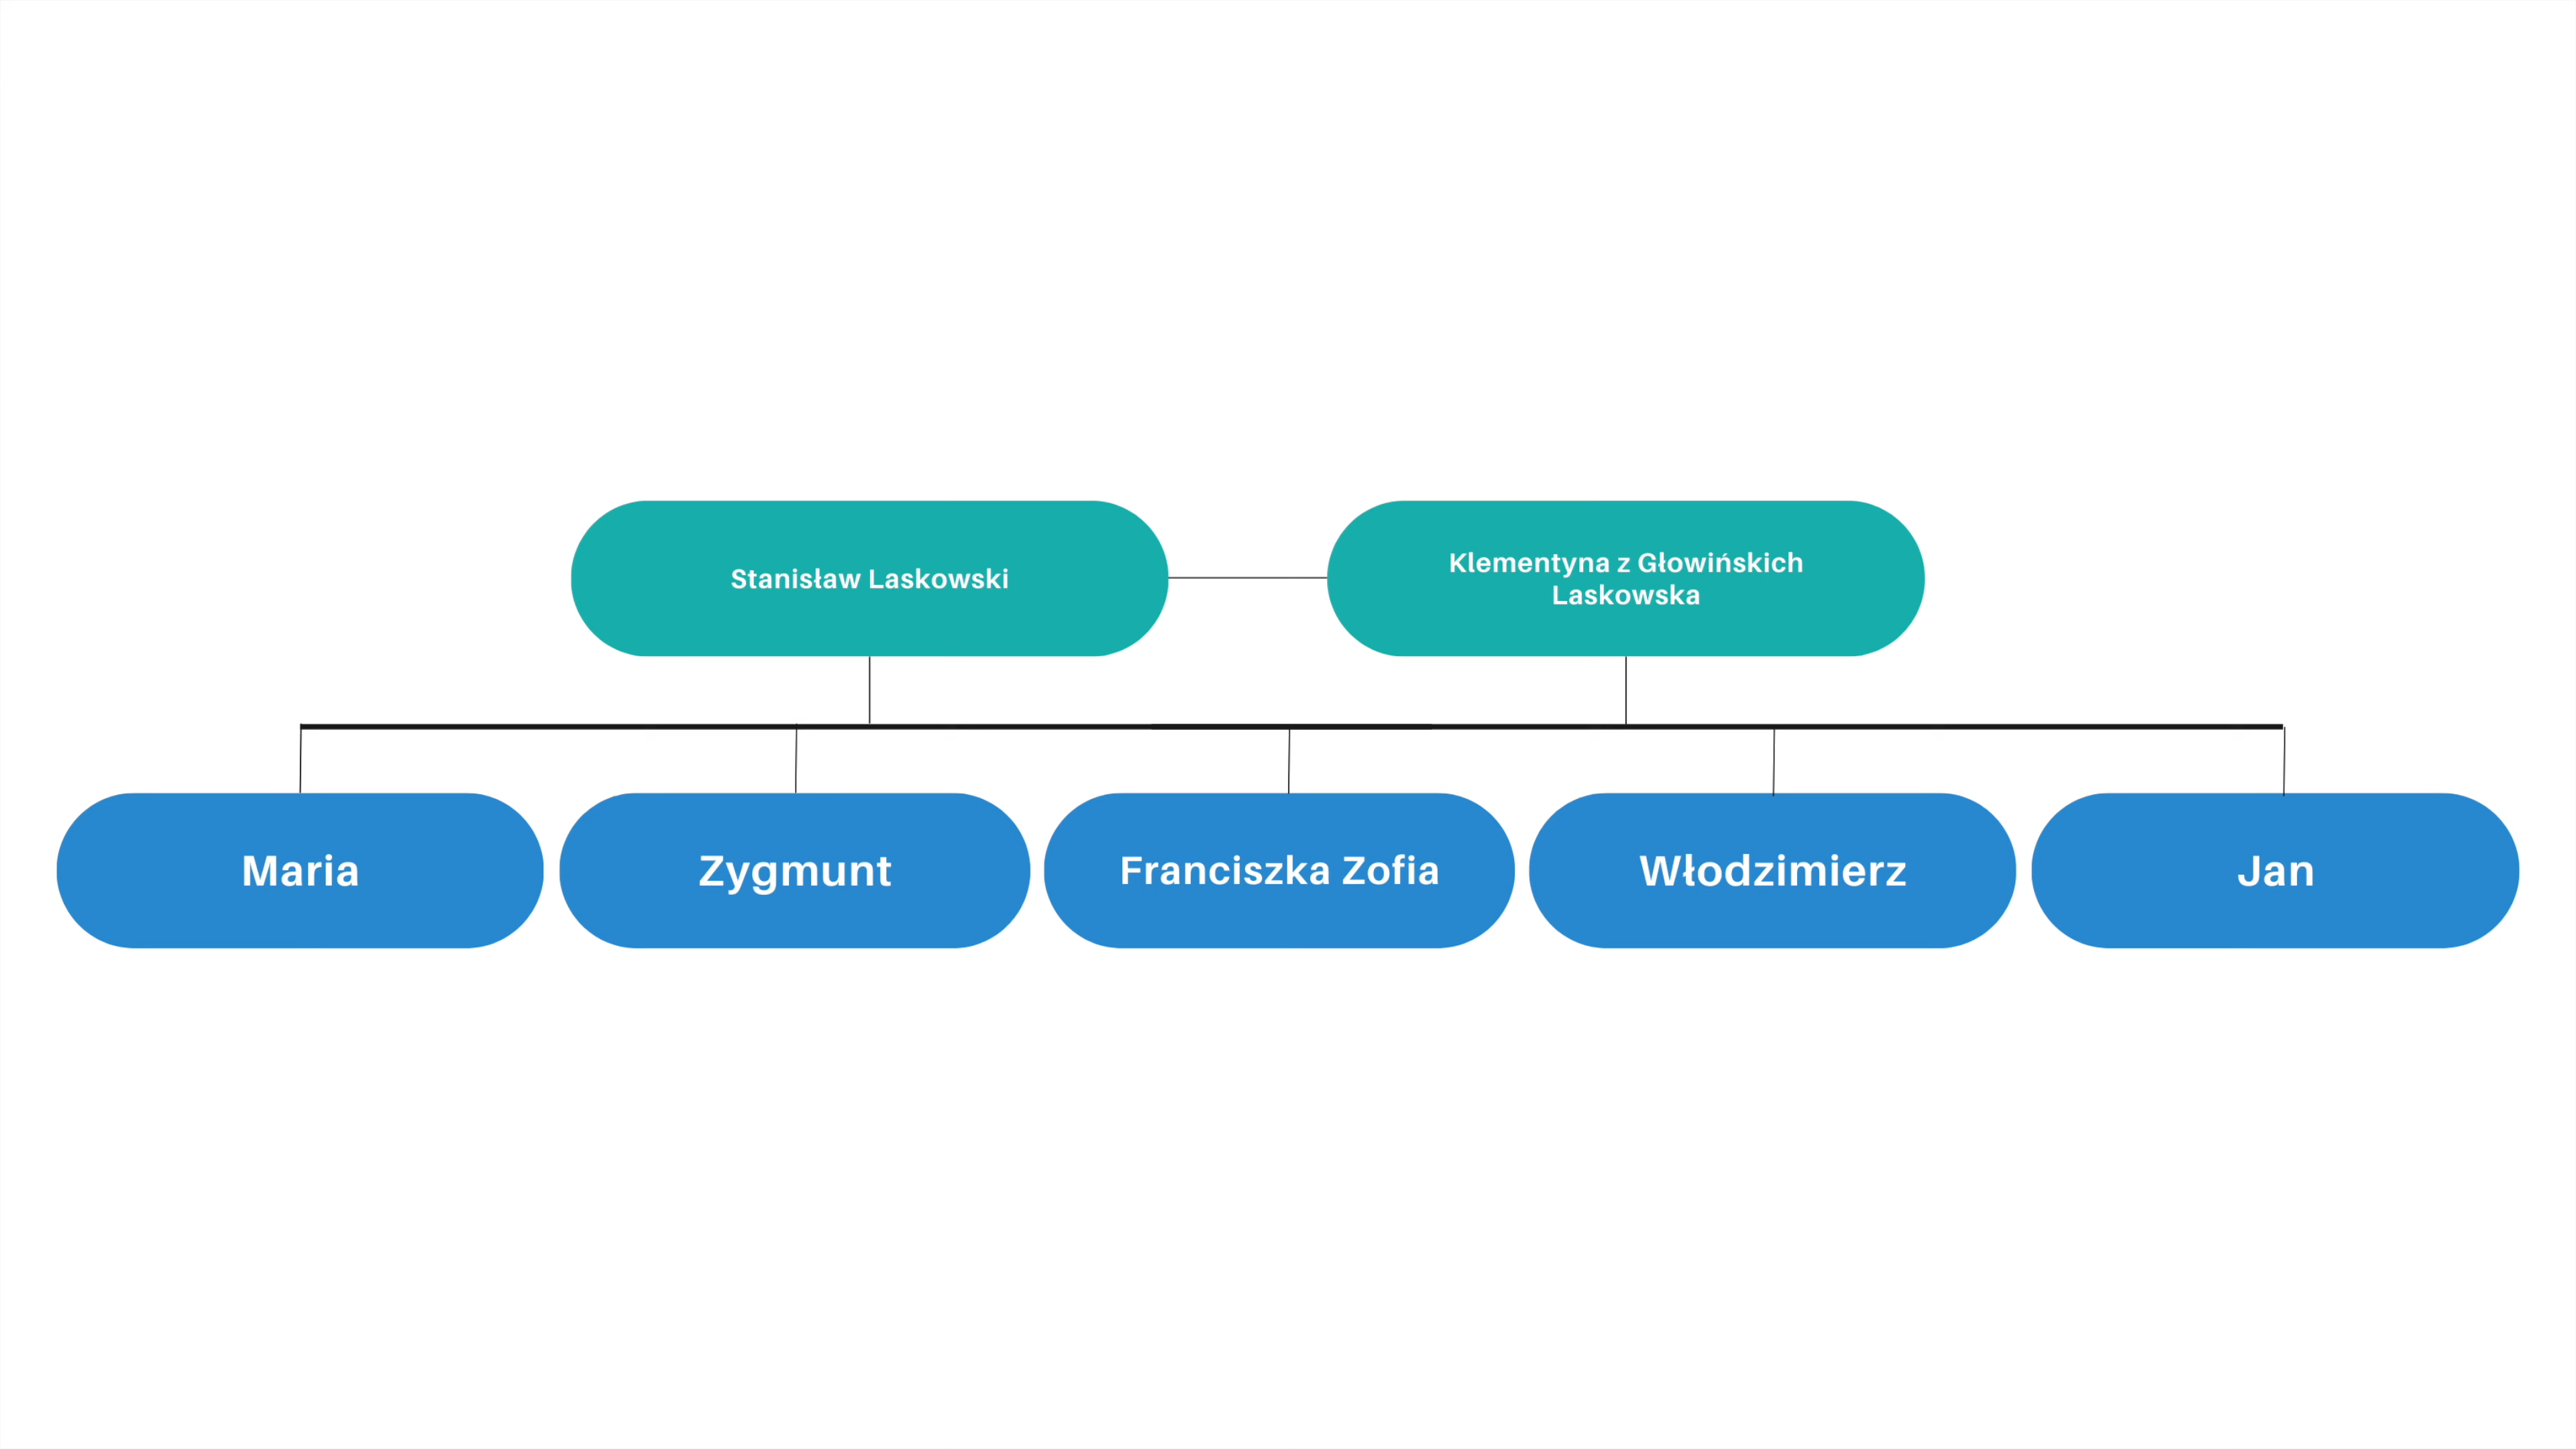 Stanisław Laskowski
Klementyna z Głowińskich
Laskowska
Maria
Zygmunt
Franciszka Zofia
Włodzimierz
Jan